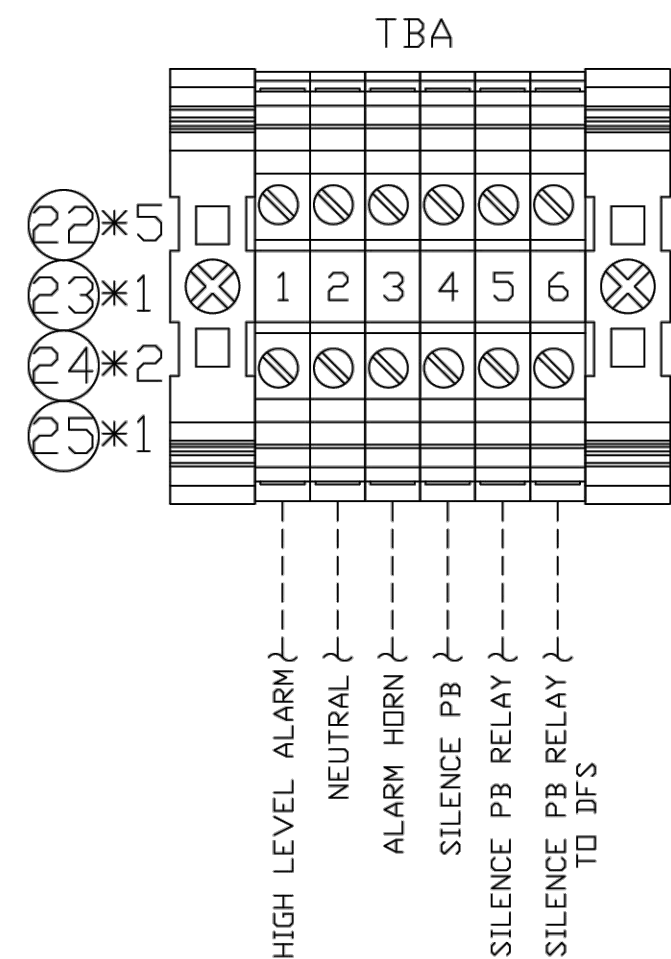 TBA
22*5
23*1
24*2
25*1
1 2 3 4 5 6
HIGH LEVEL ALARM
NEUTRAL
ALARM HORN
SILENCE PB
SILENCE PB RELAY
SILENCE PB RELAY
TO DFS